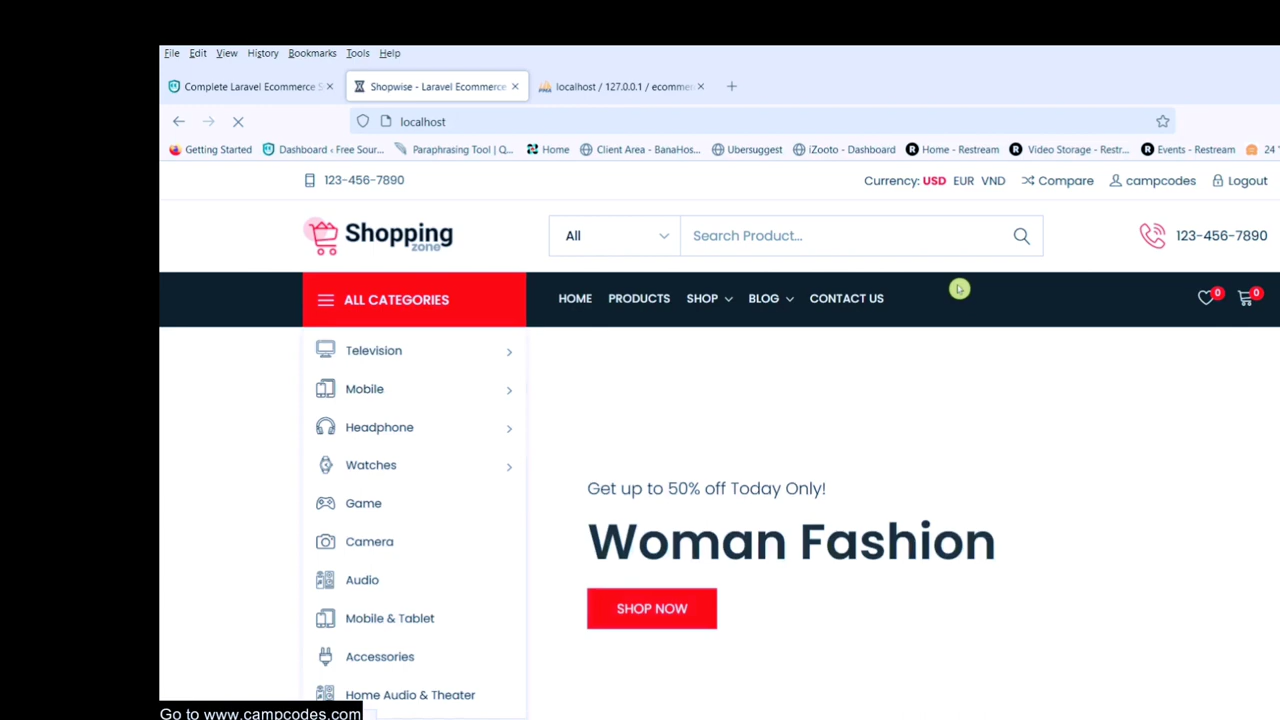 File Edit View History Bookmarks Tools Help
Complete Laravel Ecommerce S
Shopwise - Laravel Ecommerce
localhost / 127.0.0.1 / ecommer
localhost
Getting Started Dashboard ‹ Free Sour... Paraphrasing Tool | Q... Home Client Area - BanaHos... Ubersuggest iZooto - Dashboard Home - Restream Video Storage - Restr... Events - Restream 24
123-456-7890 Currency: USD EUR VND Compare campcodes Logout
Shopping
zone
All Search Product... 123-456-7890
ALL CATEGORIES HOME PRODUCTS SHOP BLOG CONTACT US 0 0
Television
Mobile
Headphone
Watches
Game
Camera
Audio
Mobile & Tablet
Accessories
Home Audio & Theater
Get up to 50% off Today Only!
Woman Fashion
SHOP NOW
Go to www.campcodes.com